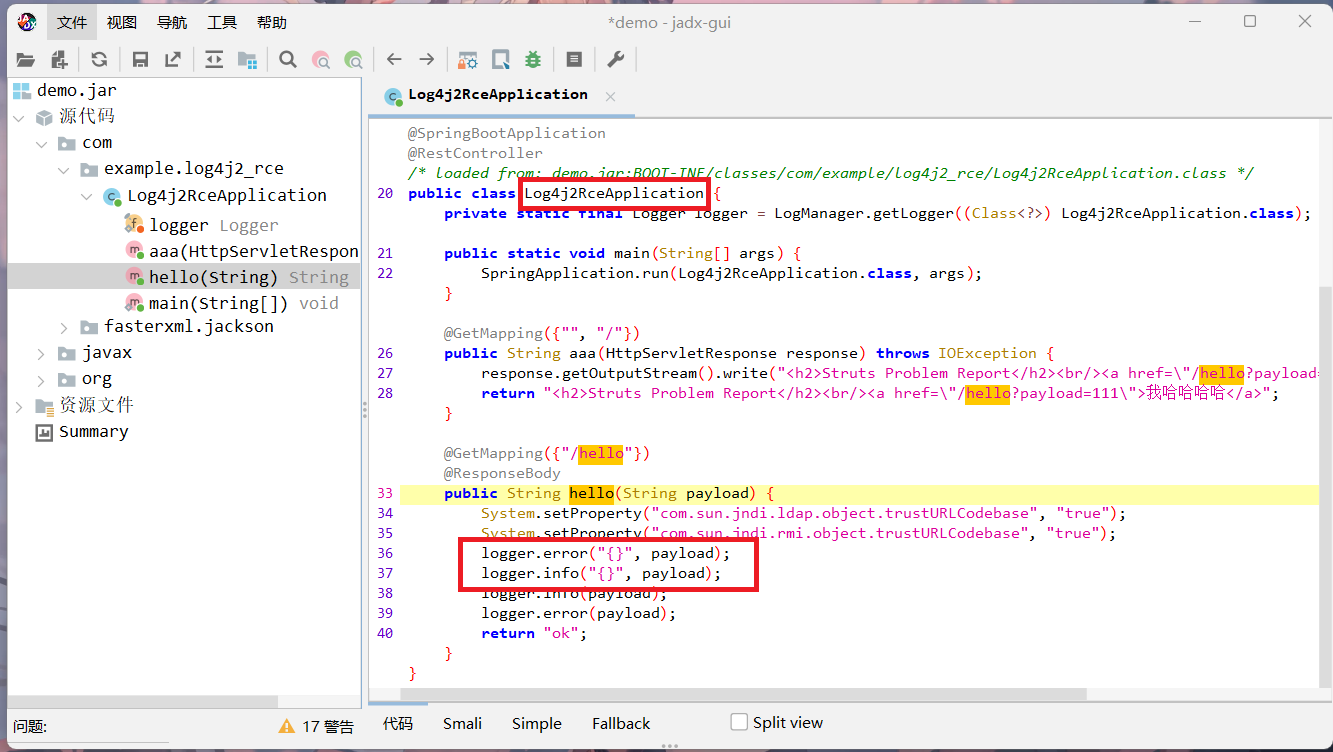 *demo - jadx-gui
文件 视图 导航 工具 帮助
demo.jar
源代码
com
example.log4j2_rce
Log4j2RceApplication
logger Logger
aaa(HttpServletRespon
hello(String) String
main(String[]) void
fasterxml.jackson
javax
org
资源文件
Summary
问题:
17 警告
Log4j2RceApplication
@SpringBootApplication
@RestController
/* loaded from: demo.jar:BOOT-INF/classes/com/example/log4j2_rce/Log4j2RceApplication.class */
20 public class Log4j2RceApplication {
private static final Logger logger = LogManager.getLogger((Class<?>) Log4j2RceApplication.class);
21 public static void main(String[] args) {
22 SpringApplication.run(Log4j2RceApplication.class, args);
}
@GetMapping({"", "/"})
26 public String aaa(HttpServletResponse response) throws IOException {
27 response.getOutputStream().write("<h2>Struts Problem Report</h2><br/><a href=\"/hello?payload=
28 return "<h2>Struts Problem Report</h2><br/><a href=\"/hello?payload=111\">我哈哈哈哈</a>";
}
@GetMapping({"/hello"})
@ResponseBody
33 public String hello(String payload) {
34 System.setProperty("com.sun.jndi.ldap.object.trustURLCodebase", "true");
35 System.setProperty("com.sun.jndi.rmi.object.trustURLCodebase", "true");
36 logger.error("{}", payload);
37 logger.info("{}", payload);
38 logger.info(payload);
39 logger.error(payload);
40 return "ok";
}
}
代码 Smali Simple Fallback Split view